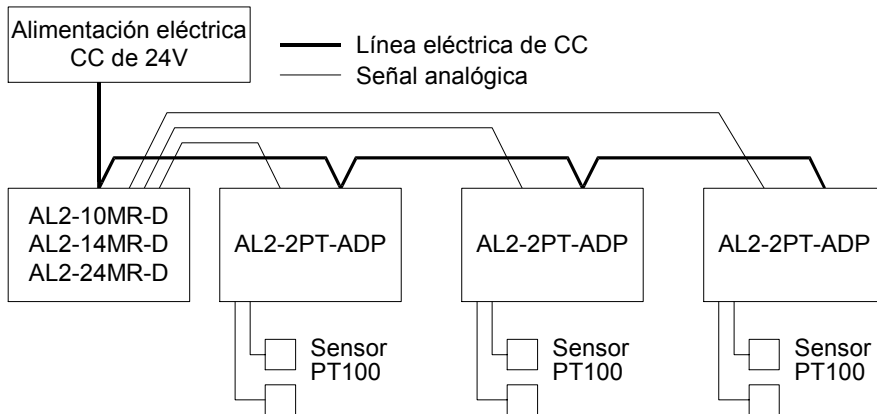 Alimentación eléctrica
CC de 24V
Línea eléctrica de CC
Señal analógica
AL2-10MR-D
AL2-14MR-D
AL2-24MR-D
AL2-2PT-ADP
AL2-2PT-ADP
AL2-2PT-ADP
Sensor
PT100
Sensor
PT100
Sensor
PT100